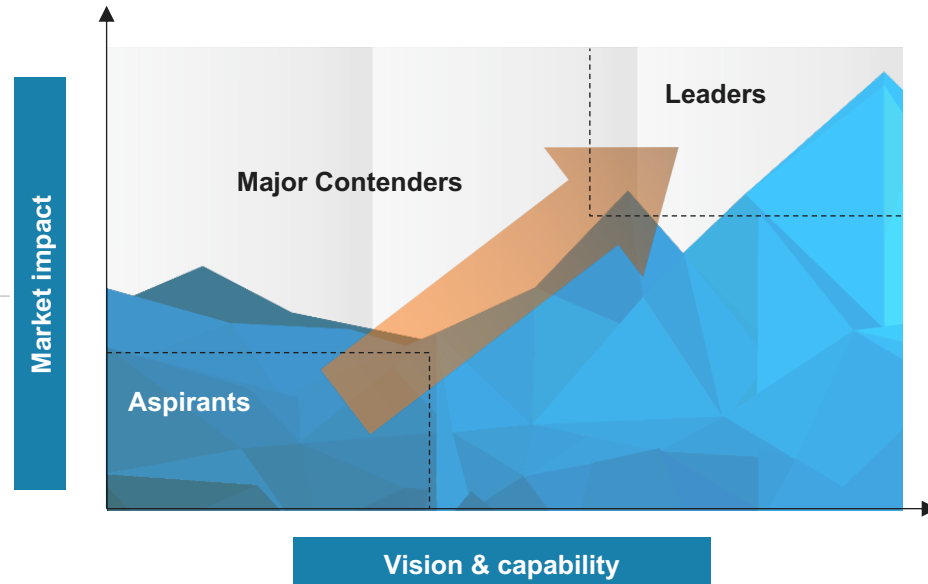 Leaders
Major Contenders
Market impact
Aspirants
Vision & capability